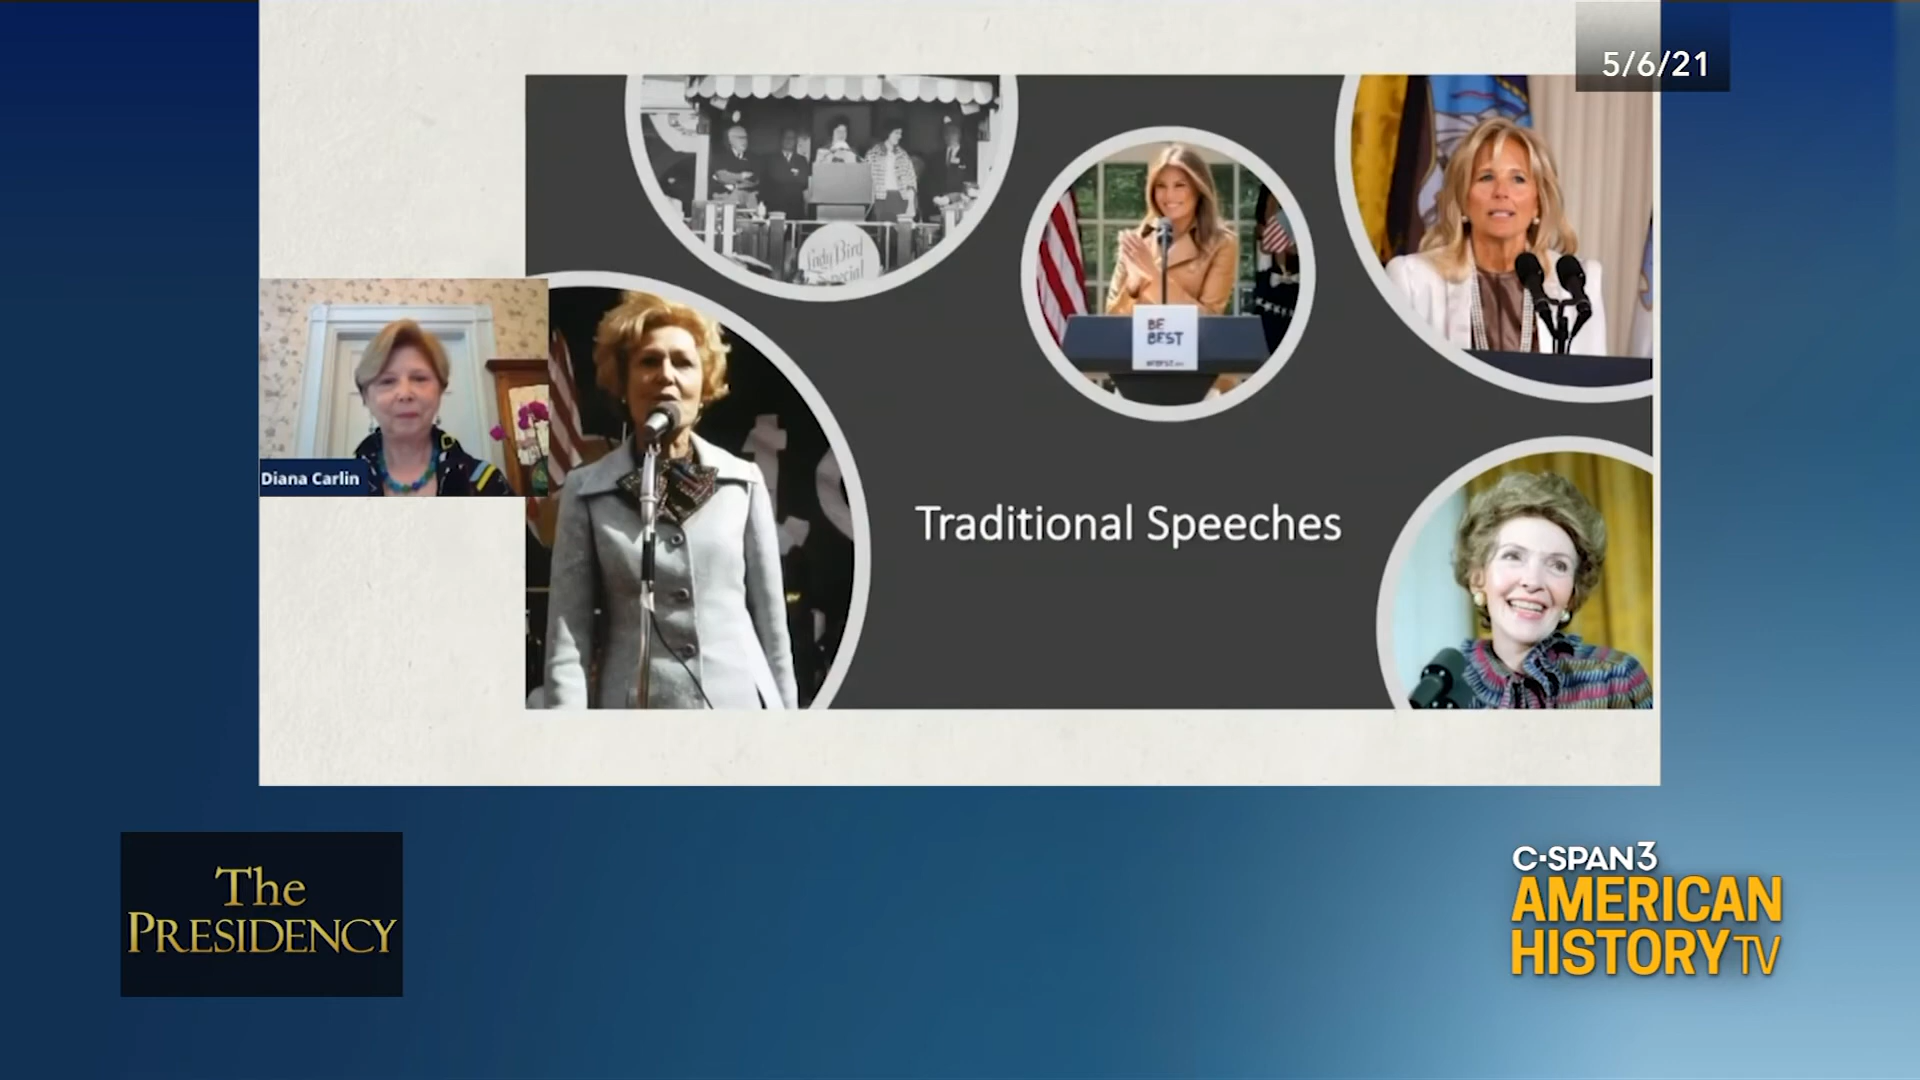 5/6/21
Lady Bird
Special
BE
BEST
Diana Carlin
Traditional Speeches
The
PRESIDENCY
C-SPAN3
AMERICAN
HISTORY TV